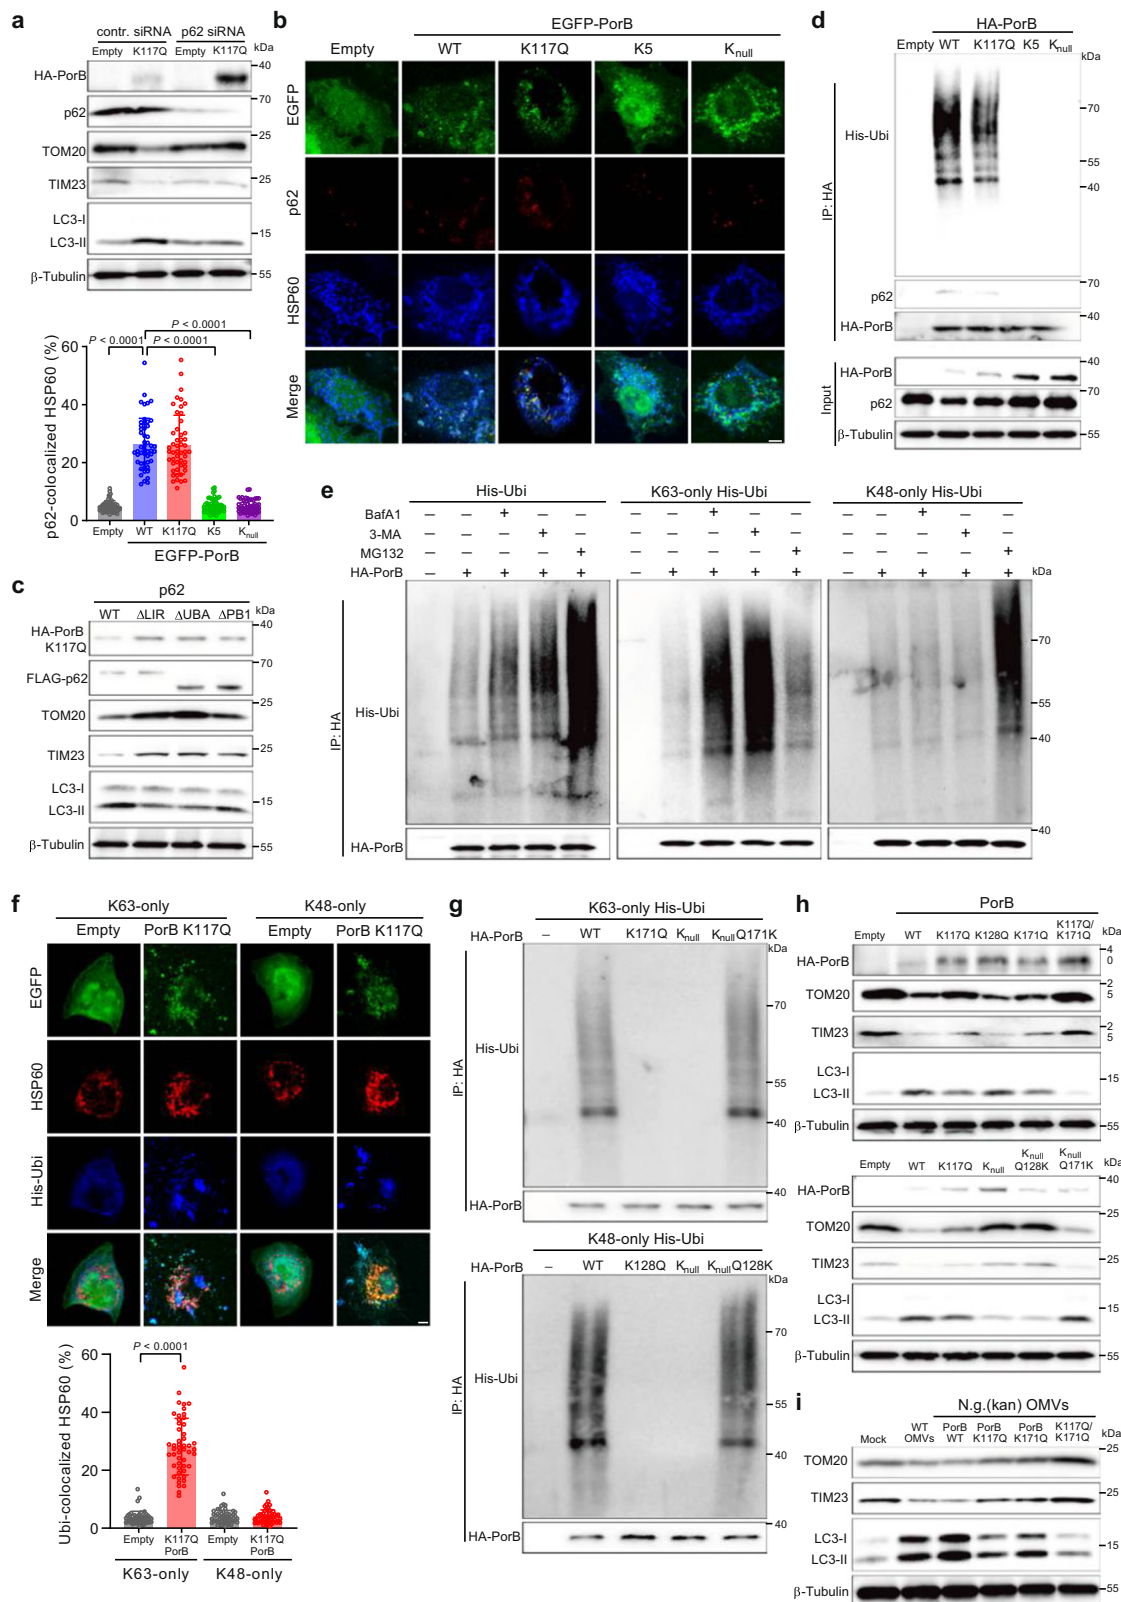 a
contr. siRNA p62 siRNA
Empty K117Q Empty K117Q kDa
HA-PorB 40
p62 70
TOM20 25
TIM23 25
LC3-I
LC3-II 15
β-Tubulin 55
p62-colocalized HSP60 (%)
60
40
20
0
P < 0.0001
P < 0.0001 P < 0.0001
Empty WT K117Q K5 Knull
EGFP-PorB
b
EGFP-PorB
Empty WT K117Q K5 Knull
EGFP
p62
HSP60
Merge
c
p62
WT ΔLIR ΔUBA ΔPB1 kDa
HA-PorB K117Q 40
FLAG-p62 70
TOM20 25
TIM23 25
LC3-I
LC3-II 15
β-Tubulin 55
d
HA-PorB
Empty WT K117Q K5 Knull
kDa
IP: HA
His-Ubi
70
55
40
p62 70
HA-PorB 40
Input
HA-PorB 40
p62 70
β-Tubulin 55
e
His-Ubi K63-only His-Ubi K48-only His-Ubi
BafA1 – – + – – – – + – – – – + – –
3-MA – – – + – – – – + – – – – + –
MG132 – – – – + – – – – + – – – – +
HA-PorB – + + + + – + + + + – + + + + kDa
IP: HA
His-Ubi
70
55
40
HA-PorB 40
f
K63-only K48-only
Empty PorB K117Q Empty PorB K117Q
EGFP
HSP60
His-Ubi
Merge
Ubi-colocalized HSP60 (%)
60
40
20
0
P < 0.0001
Empty K117Q PorB Empty K117Q PorB
K63-only K48-only
g
K63-only His-Ubi
HA-PorB – WT K171Q Knull KnullQ171K
kDa
IP: HA
His-Ubi
70
55
40
HA-PorB 40
K48-only His-Ubi
HA-PorB – WT K128Q Knull KnullQ128K
kDa
IP: HA
His-Ubi
70
55
40
HA-PorB 40
h
PorB
Empty WT K117Q K128Q K171Q K117Q/ K171Q kDa
HA-PorB 4 0
TOM20 2 5
TIM23 2 5
LC3-I
LC3-II 15
β-Tubulin 55
Empty WT K117Q Knull Knull Q128K Knull Q171K kDa
HA-PorB 40
TOM20 25
TIM23 25
LC3-I
LC3-II 15
β-Tubulin 55
i
N.g.(kan) OMVs
Mock WT OMVs PorB WT PorB K117Q PorB K171Q K117Q/ K171Q kDa
TOM20 25
TIM23 25
LC3-I
LC3-II 15
β-Tubulin 55